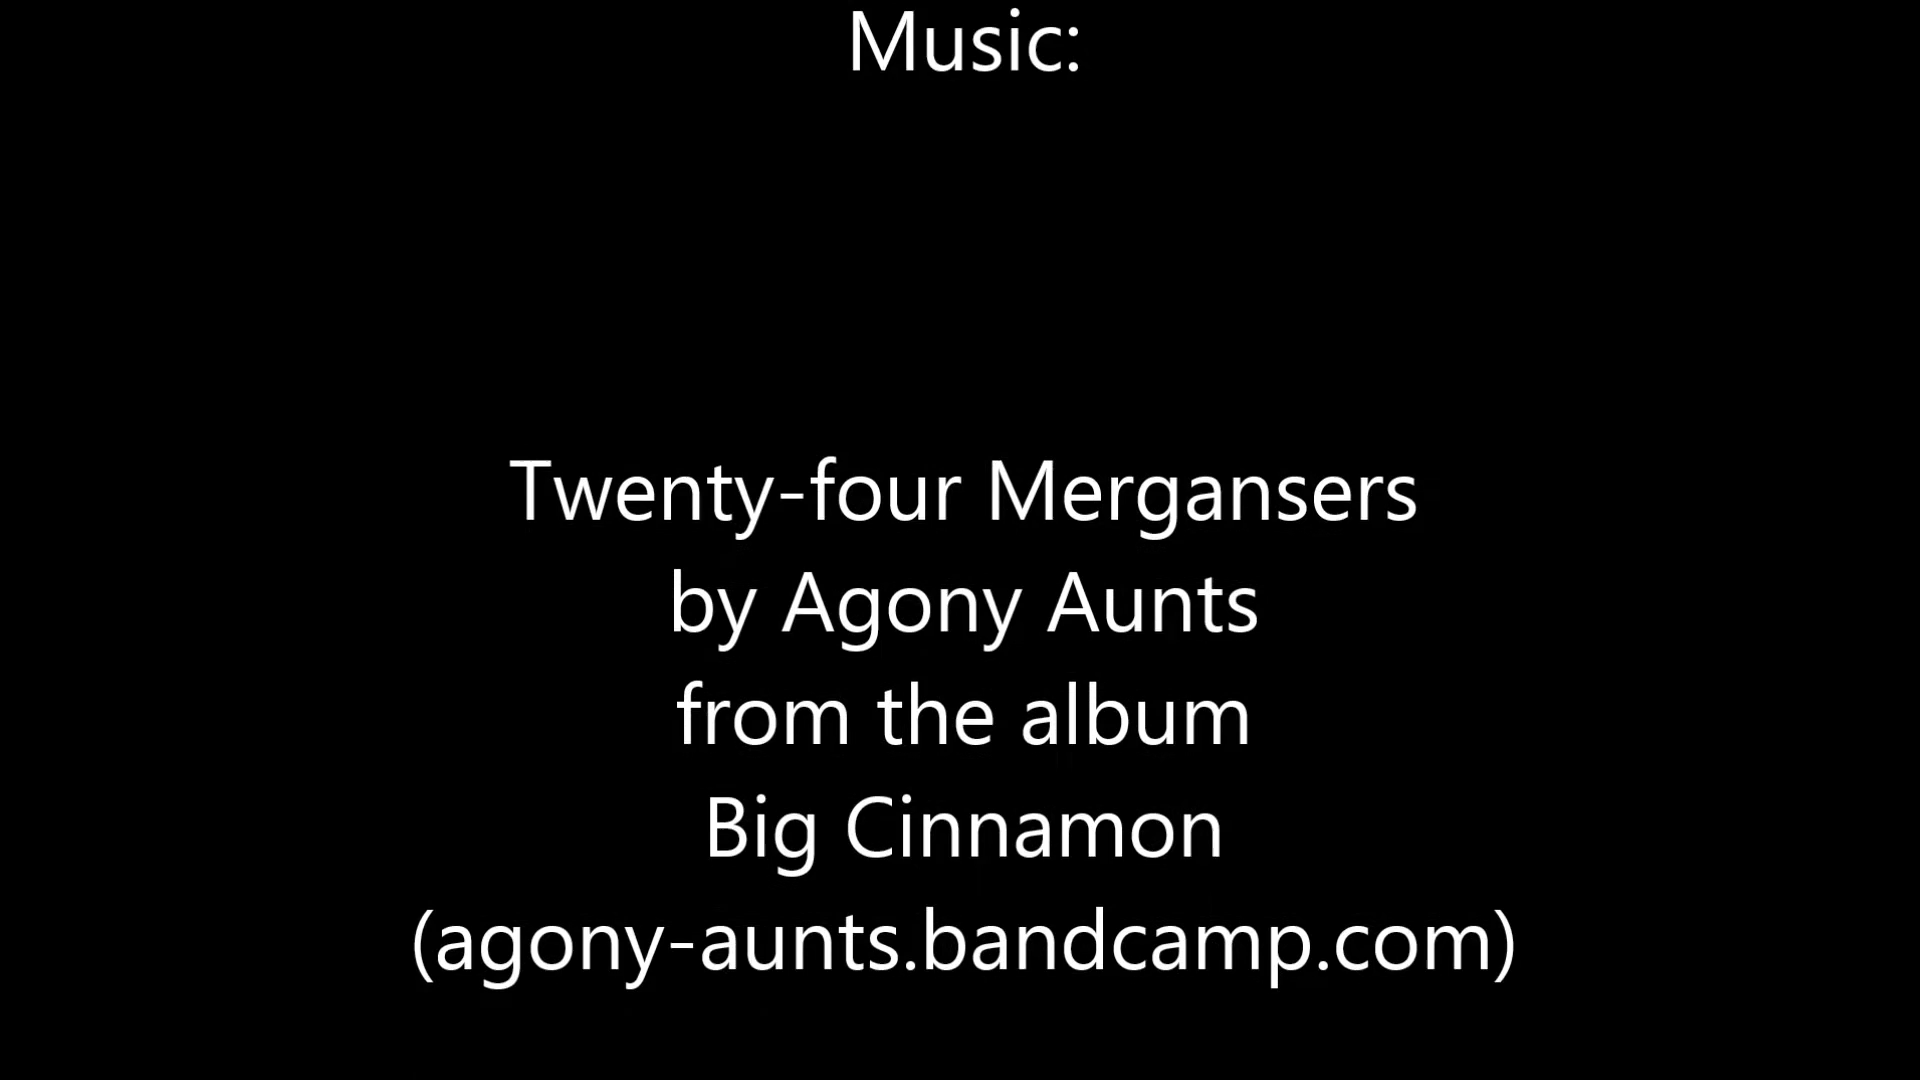 Music:
Twenty-four Mergansers
by Agony Aunts
from the album
Big Cinnamon
(agony-aunts.bandcamp.com)